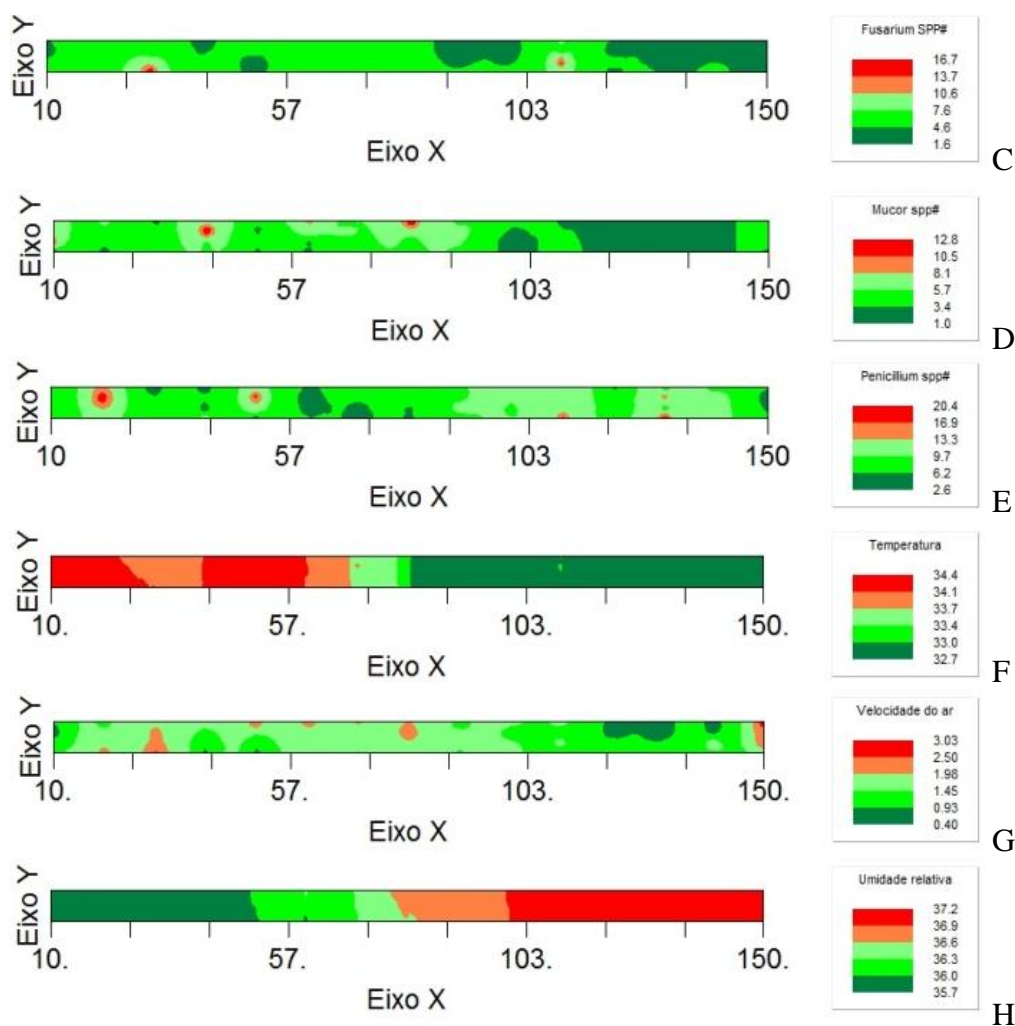 Eixo Y
10 57 103 150
Eixo X
Fusarium SPP#
16.7
13.7
10.6
7.6
4.6
1.6
C
Eixo Y
10 57 103 150
Eixo X
Mucor spp#
12.8
10.5
8.1
5.7
3.4
1.0
D
Eixo Y
10 57 103 150
Eixo X
Penicillium spp#
20.4
16.9
13.3
9.7
6.2
2.6
E
Eixo Y
10. 57. 103. 150.
Eixo X
Temperatura
34.4
34.1
33.7
33.4
33.0
32.7
F
Eixo Y
10. 57. 103. 150.
Eixo X
Velocidade do ar
3.03
2.50
1.98
1.45
0.93
0.40
G
Eixo Y
10. 57. 103. 150.
Eixo X
Umidade relativa
37.2
36.9
36.6
36.3
36.0
35.7
H